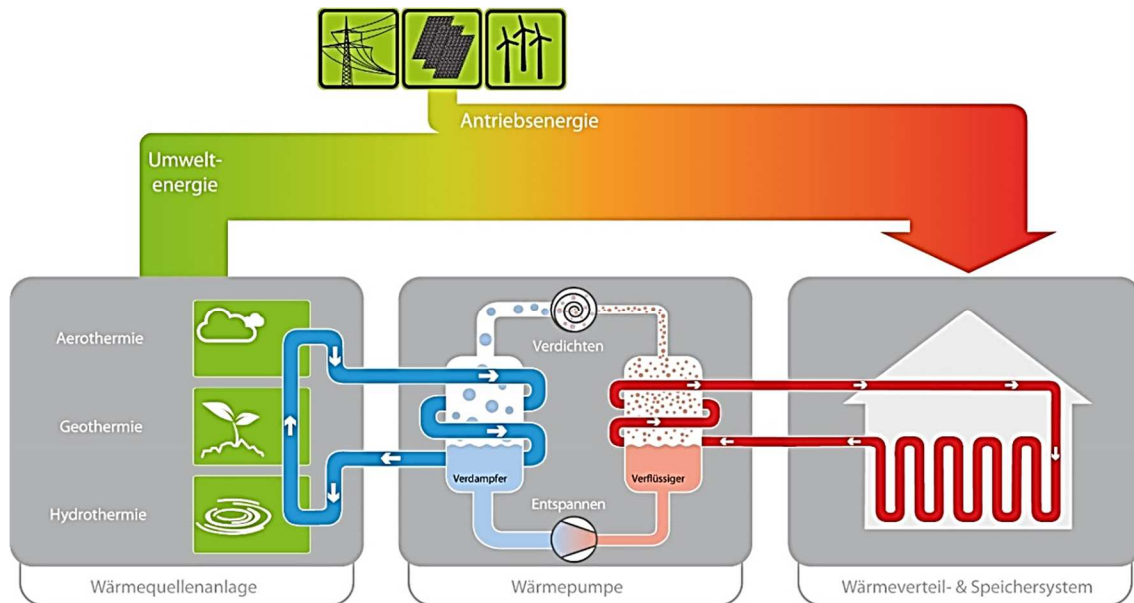 Antriebsenergie
Umwelt-
energie
Aerothermie
Geothermie
Hydrothermie
Verdichten
Verdampfer
Verflüssiger
Entspannen
Wärmequellenanlage
Wärmepumpe
Wärmeverteil- & Speichersystem